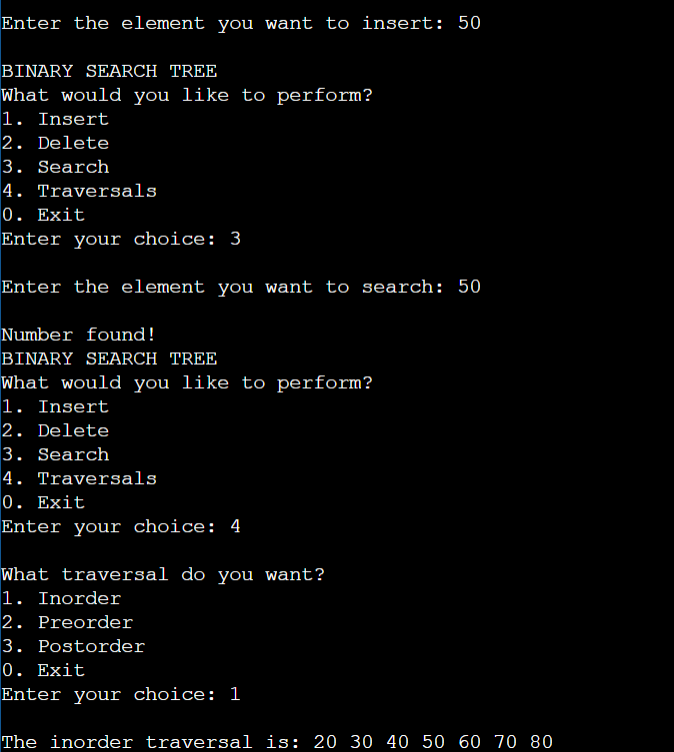 Enter the element you want to insert: 50
BINARY SEARCH TREE
What would you like to perform?
1. Insert
2. Delete
3. Search
4. Traversals
0. Exit
Enter your choice: 3
Enter the element you want to search: 50
Number found!
BINARY SEARCH TREE
What would you like to perform?
1. Insert
2. Delete
3. Search
4. Traversals
0. Exit
Enter your choice: 4
What traversal do you want?
1. Inorder
2. Preorder
3. Postorder
0. Exit
Enter your choice: 1
The inorder traversal is: 20 30 40 50 60 70 80